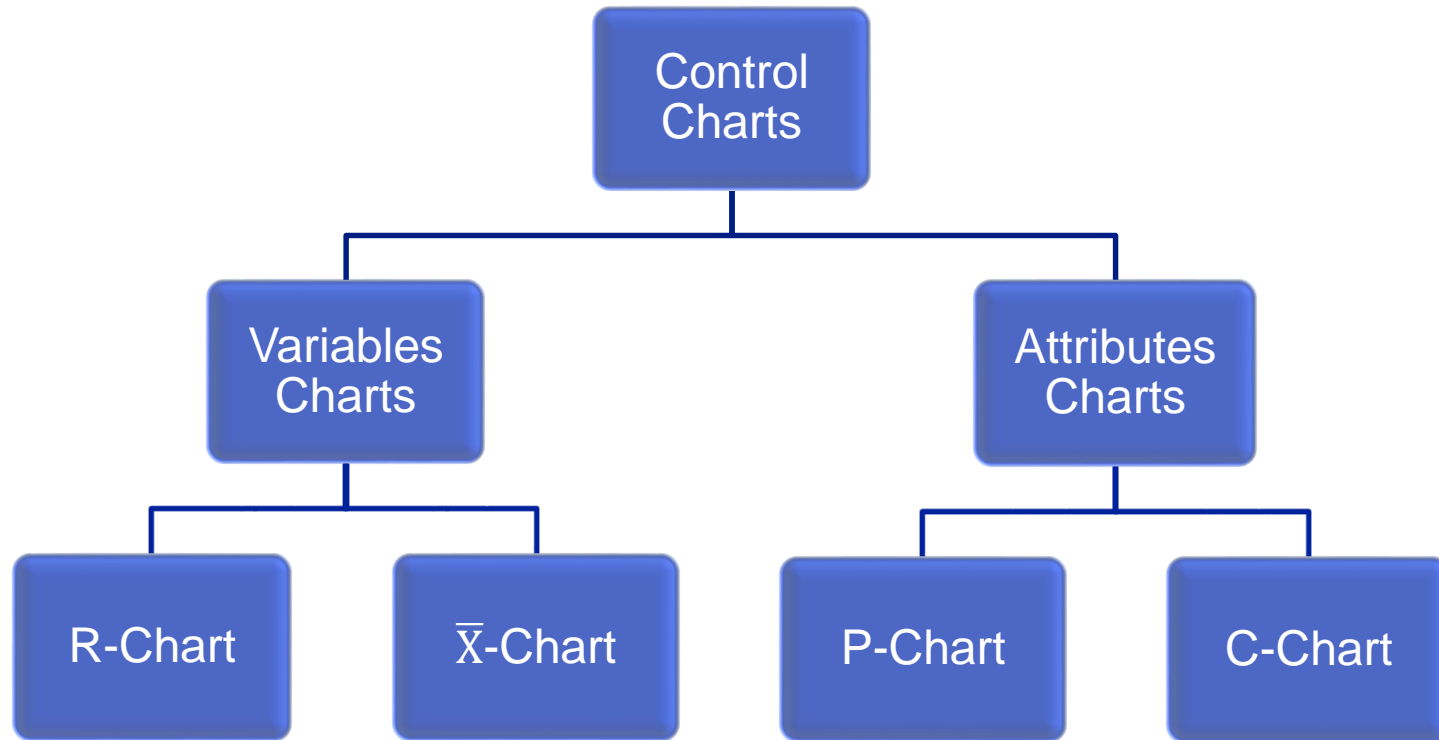 Control
Charts
Variables
Charts
Attributes
Charts
R-Chart
X̅-Chart
P-Chart
C-Chart